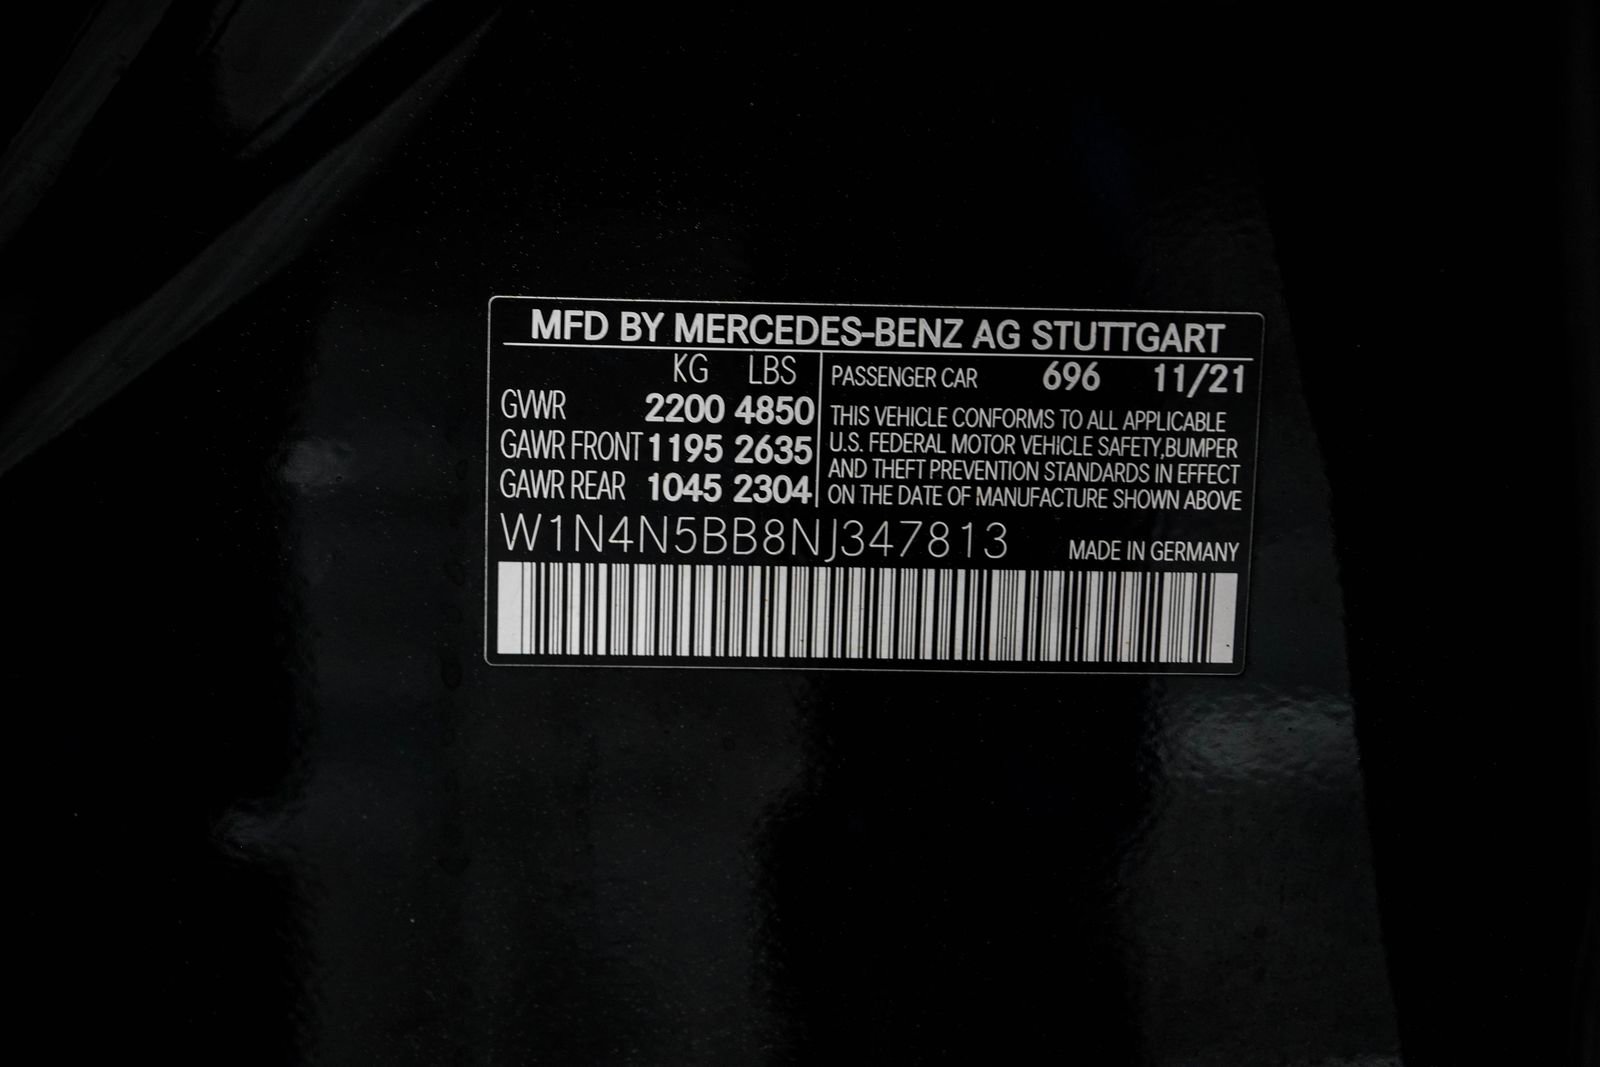 MFD BY MERCEDES-BENZ AG STUTTGART
KG LBS
GVWR 2200 4850
GAWR FRONT 1195 2635
GAWR REAR 1045 2304
PASSENGER CAR 696 11/21
THIS VEHICLE CONFORMS TO ALL APPLICABLE
U.S. FEDERAL MOTOR VEHICLE SAFETY,BUMPER
AND THEFT PREVENTION STANDARDS IN EFFECT
ON THE DATE OF MANUFACTURE SHOWN ABOVE
W1N4N5BB8NJ347813
MADE IN GERMANY